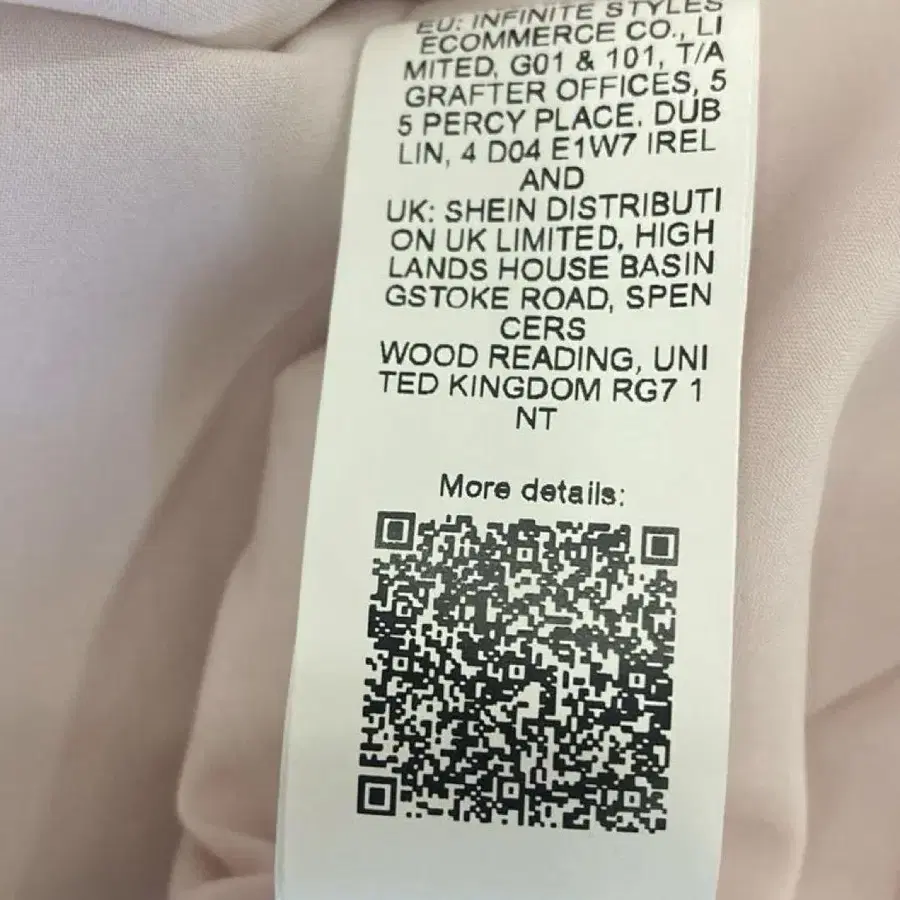 EU: INFINITE STYLES
ECOMMERCE CO., LI
MITED, G01 & 101, T/A
GRAFTER OFFICES, 5
5 PERCY PLACE, DUB
LIN, 4 D04 E1W7 IREL
AND
UK: SHEIN DISTRIBUTI
ON UK LIMITED, HIGH
LANDS HOUSE BASIN
GSTOKE ROAD, SPEN
CERS
WOOD READING, UNI
TED KINGDOM RG7 1
NT
More details: